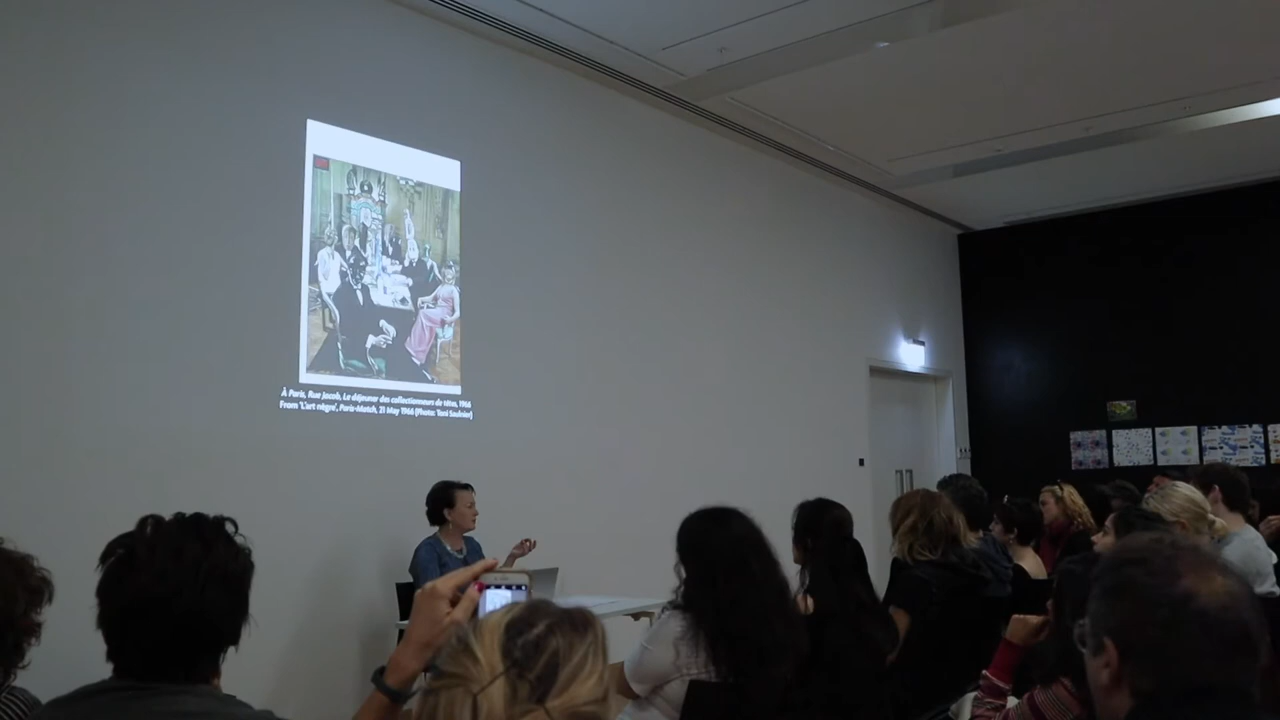 À Paris, Rue Jacob, Le déjeuner des collectionneurs de têtes, 1966
From 'L'art nègre', Paris-Match, 21 May 1966 (Photo: Toni Saulnier)